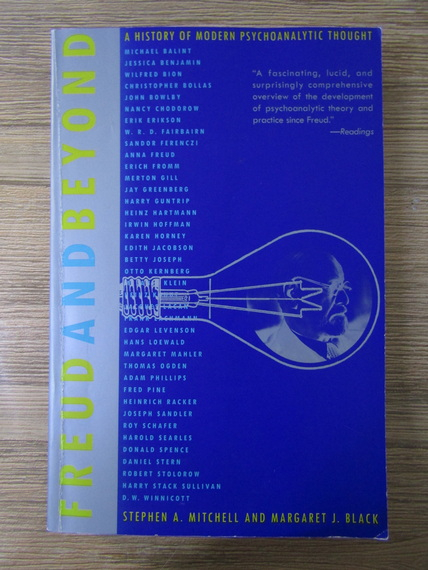 FREUD AND BEYOND
A HISTORY OF MODERN PSYCHOANALYTIC THOUGHT
MICHAEL BALINT
JESSICA BENJAMIN
WILFRED BION
CHRISTOPHER BOLLAS
JOHN BOWLBY
NANCY CHODOROW
ERIK ERIKSON
W. R. D. FAIRBAIRN
SANDOR FERENCZI
ANNA FREUD
ERICH FROMM
MERTON GILL
JAY GREENBERG
HARRY GUNTRIP
HEINZ HARTMANN
IRWIN HOFFMAN
KAREN HORNEY
EDITH JACOBSON
BETTY JOSEPH
OTTO KERNBERG
KLEIN
EDGAR LEVENSON
HANS LOEWALD
MARGARET MAHLER
THOMAS OGDEN
ADAM PHILLIPS
FRED PINE
HEINRICH RACKER
JOSEPH SANDLER
ROY SCHAFER
HAROLD SEARLES
DONALD SPENCE
DANIEL STERN
ROBERT STOLOROW
HARRY STACK SULLIVAN
D. W. WINNICOTT
"A fascinating, lucid, and
surprisingly comprehensive
overview of the development
of psychoanalytic theory and
practice since Freud."
—Readings
STEPHEN A. MITCHELL AND MARGARET J. BLACK